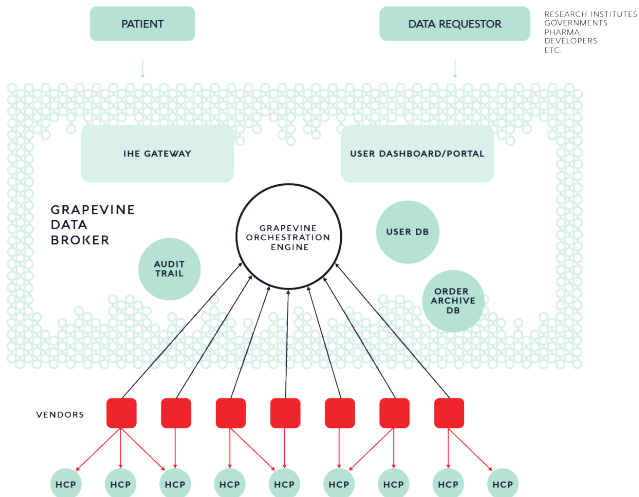 PATIENT
DATA REQUESTOR
RESEARCH INSTITUTES
GOVERNMENTS
PHARMA
DEVELOPERS
ETC.
IHE GATEWAY
USER DASHBOARD/PORTAL
GRAPEVINE
DATA
BROKER
GRAPEVINE
ORCHESTRATION
ENGINE
USER DB
AUDIT
TRAIL
ORDER
ARCHIVE
DB
VENDORS
HCP
HCP
HCP
HCP
HCP
HCP
HCP
HCP
HCP